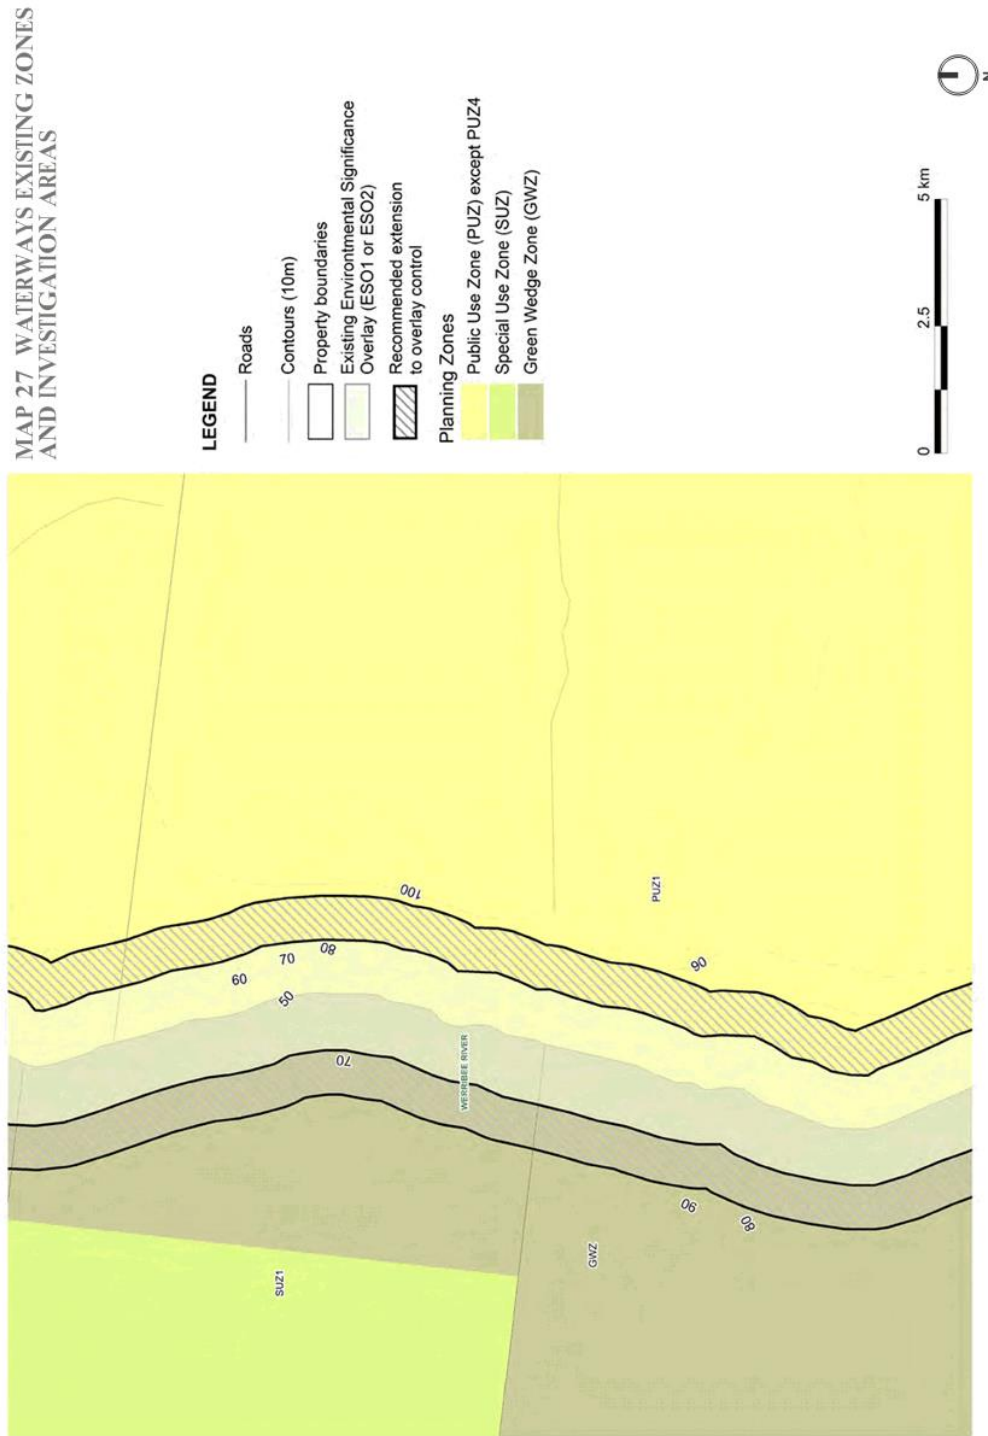 MAP 27 WATERWAYS EXISTING ZONES
AND INVESTIGATION AREAS
LEGEND
Roads
Contours (10m)
Property boundaries
Existing Environtmental Significance
Overlay (ESO1 or ESO2)
Recommended extension
to overlay control
Planning Zones
Public Use Zone (PUZ) except PUZ4
Special Use Zone (SUZ)
Green Wedge Zone (GWZ)
0 2.5 5 km
N
100
80
70
60
50
70
WERRIBEE RIVER
PUZ1
90
90
80
GWZ
SUZ1